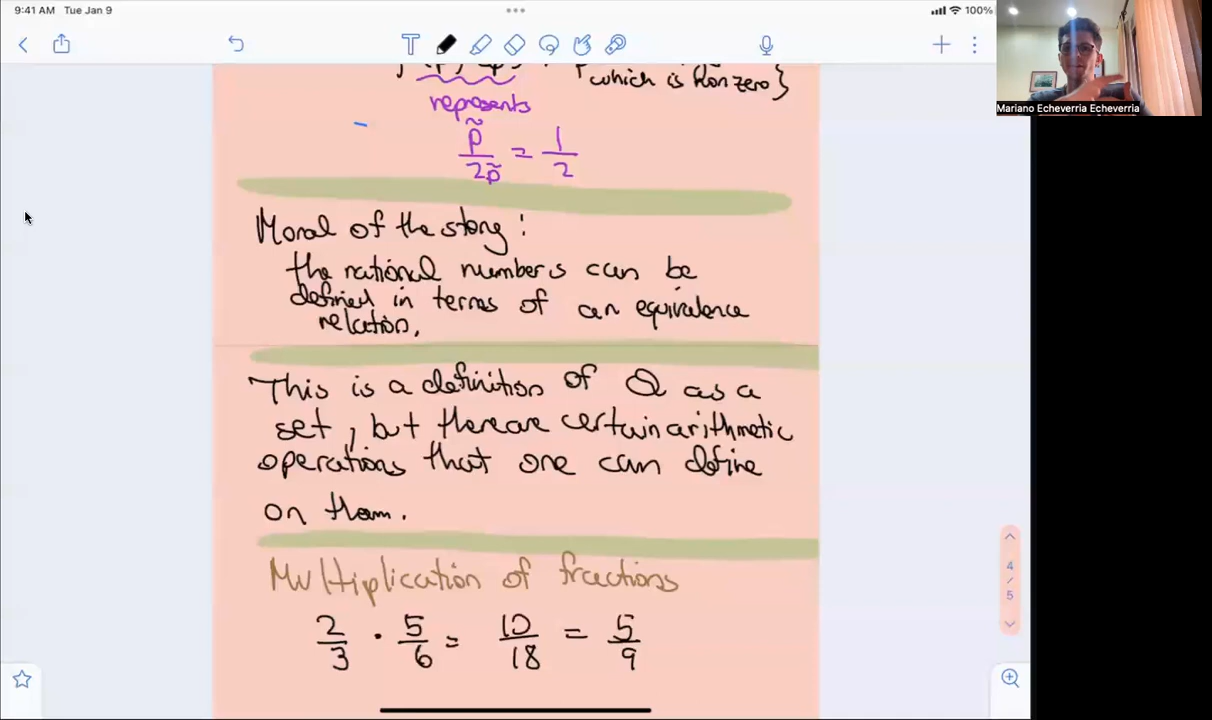 9:41 AM Tue Jan 9
100%
Mariano Echeverria Echeverria
which is nonzero}
represents
p̃/2p̃ = 1/2
Moral of the story:
the rational numbers can be
defined in terms of an equivalence
relation.
This is a definition of Q as a
set, but there are certain arithmetic
operations that one can define
on them.
Multiplication of fractions
2/3 · 5/6 = 10/18 = 5/9
4
/
5